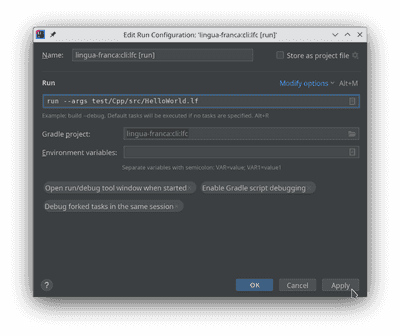 Edit Run Configuration: 'lingua-franca:cli:lfc [run]'
Name: lingua-franca:cli:lfc [run] Store as project file
Run Modify options Alt+M
run --args test/Cpp/src/HelloWorld.lf
Example: build --debug. Default tasks will be executed if no tasks are specified. Alt+R
Gradle project: lingua-franca:cli:lfc
Environment variables:
Separate variables with semicolon: VAR=value; VAR1=value1
Open run/debug tool window when started Enable Gradle script debugging
Debug forked tasks in the same session
? OK Cancel Apply